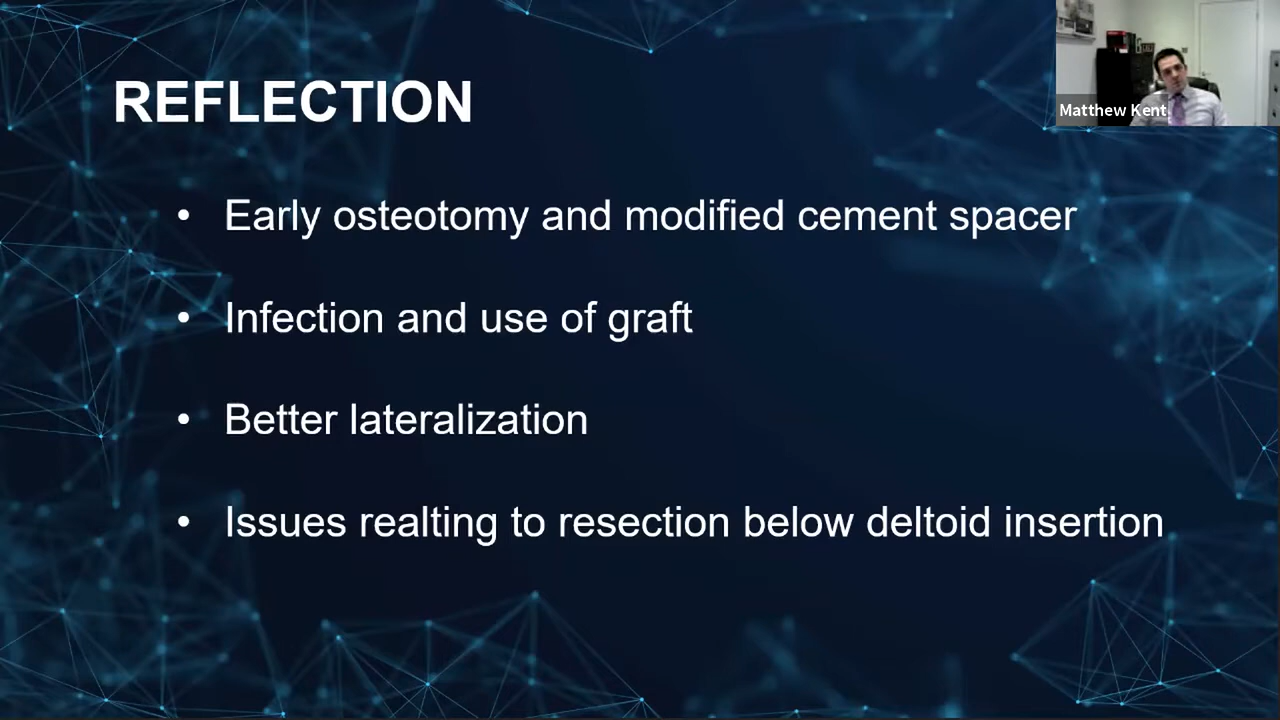 REFLECTION
Matthew Kent
• Early osteotomy and modified cement spacer
• Infection and use of graft
• Better lateralization
• Issues realting to resection below deltoid insertion